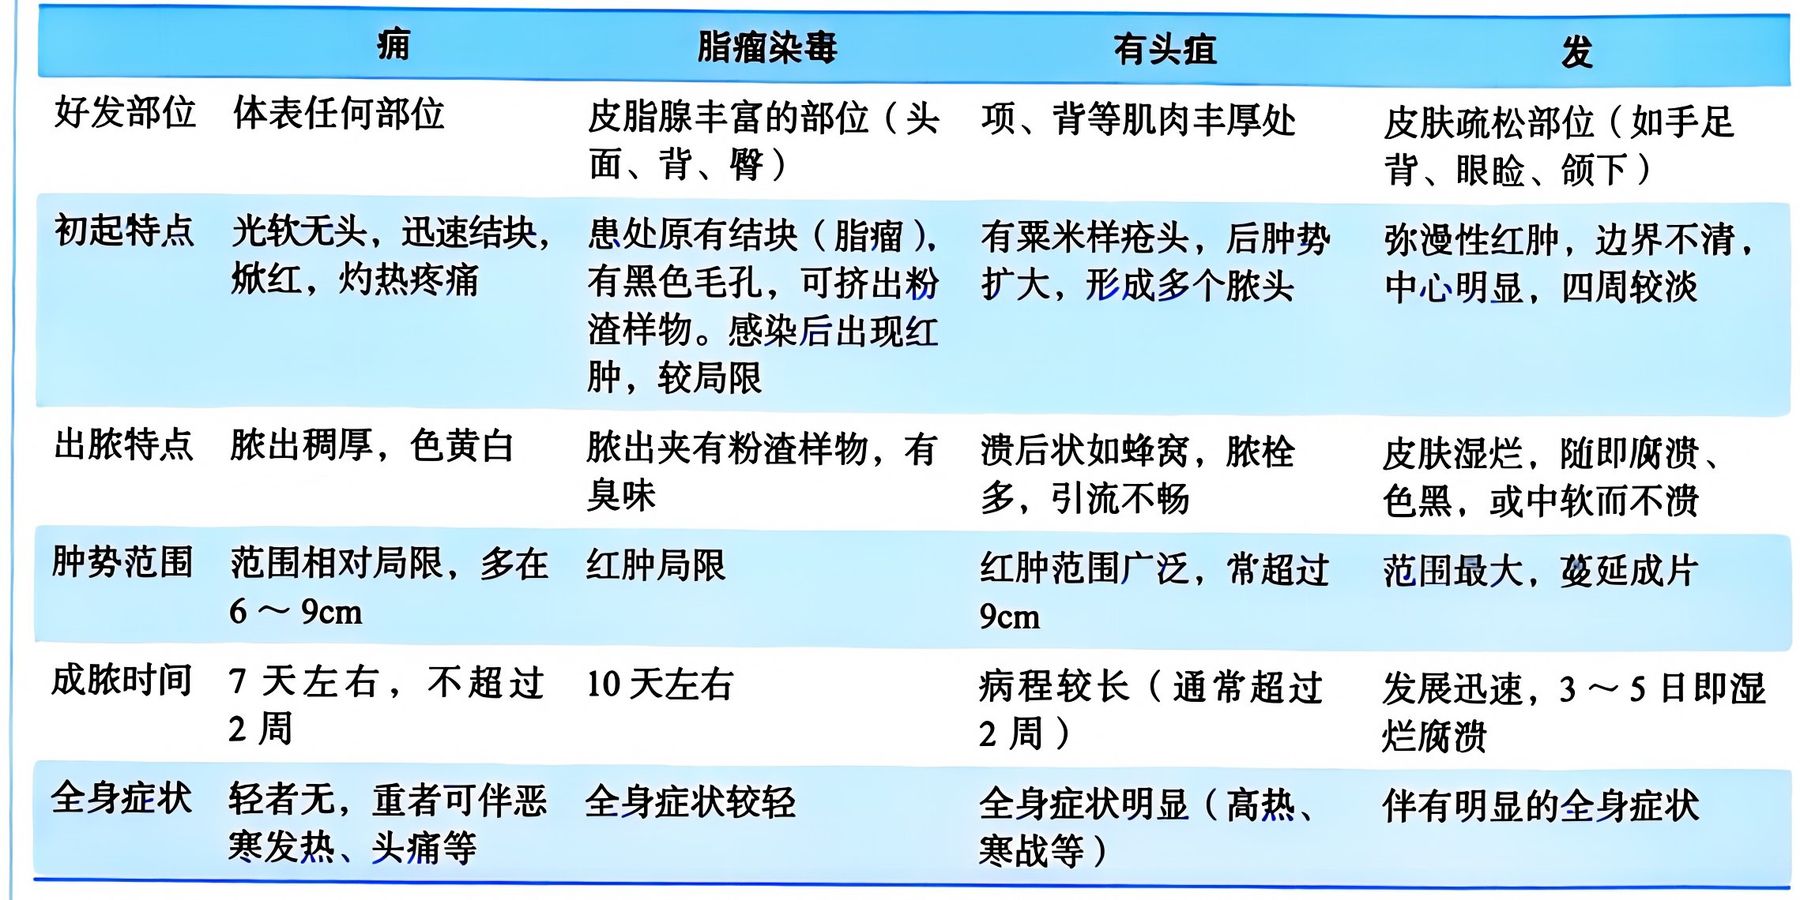 痈 脂瘤染毒 有头疽 发
好发部位 体表任何部位 皮脂腺丰富的部位（头 项、背等肌肉丰厚处 皮肤疏松部位（如手足
面、背、臀） 背、眼睑、颌下）
初起特点 光软无头，迅速结块， 患处原有结块（脂瘤）， 有粟米样疮头，后肿势 弥漫性红肿，边界不清，
焮红，灼热疼痛 有黑色毛孔，可挤出粉 扩大，形成多个脓头 中心明显，四周较淡
渣样物。感染后出现红
肿，较局限
出脓特点 脓出稠厚，色黄白 脓出夹有粉渣样物，有 溃后状如蜂窝，脓栓 皮肤湿烂，随即腐溃、
臭味 多，引流不畅 色黑，或中软而不溃
肿势范围 范围相对局限，多在 红肿局限 红肿范围广泛，常超过 范围最大，蔓延成片
6～9cm 9cm
成脓时间 7天左右，不超过 10天左右 病程较长（通常超过 发展迅速，3～5日即湿
2周 2周） 烂腐溃
全身症状 轻者无，重者可伴恶 全身症状较轻 全身症状明显（高热、 伴有明显的全身症状
寒发热、头痛等 寒战等）